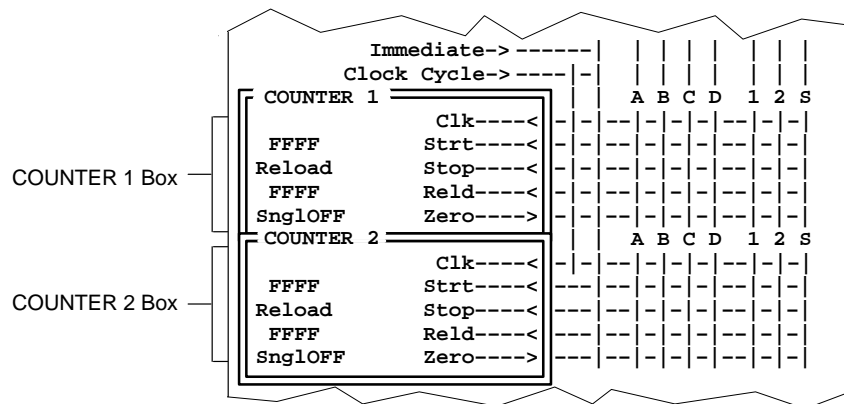 Immediate-> ------| | | | | | | |
Clock Cycle-> ----|-| | | | | | | |
COUNTER 1 | | A B C D 1 2 S
Clk----< -|-|--|-|-|-|--|-|-|
FFFF Strt----< -|-|--|-|-|-|--|-|-|
COUNTER 1 Box Reload Stop----< -|-|--|-|-|-|--|-|-|
FFFF Reld----< -|-|--|-|-|-|--|-|-|
SnglOFF Zero----> -|-|--|-|-|-|--|-|-|
COUNTER 2 | | A B C D 1 2 S
Clk----< -|-|--|-|-|-|--|-|-|
FFFF Strt----< ---|--|-|-|-|--|-|-|
COUNTER 2 Box Reload Stop----< ---|--|-|-|-|--|-|-|
FFFF Reld----< ---|--|-|-|-|--|-|-|
SnglOFF Zero----> ---|--|-|-|-|--|-|-|